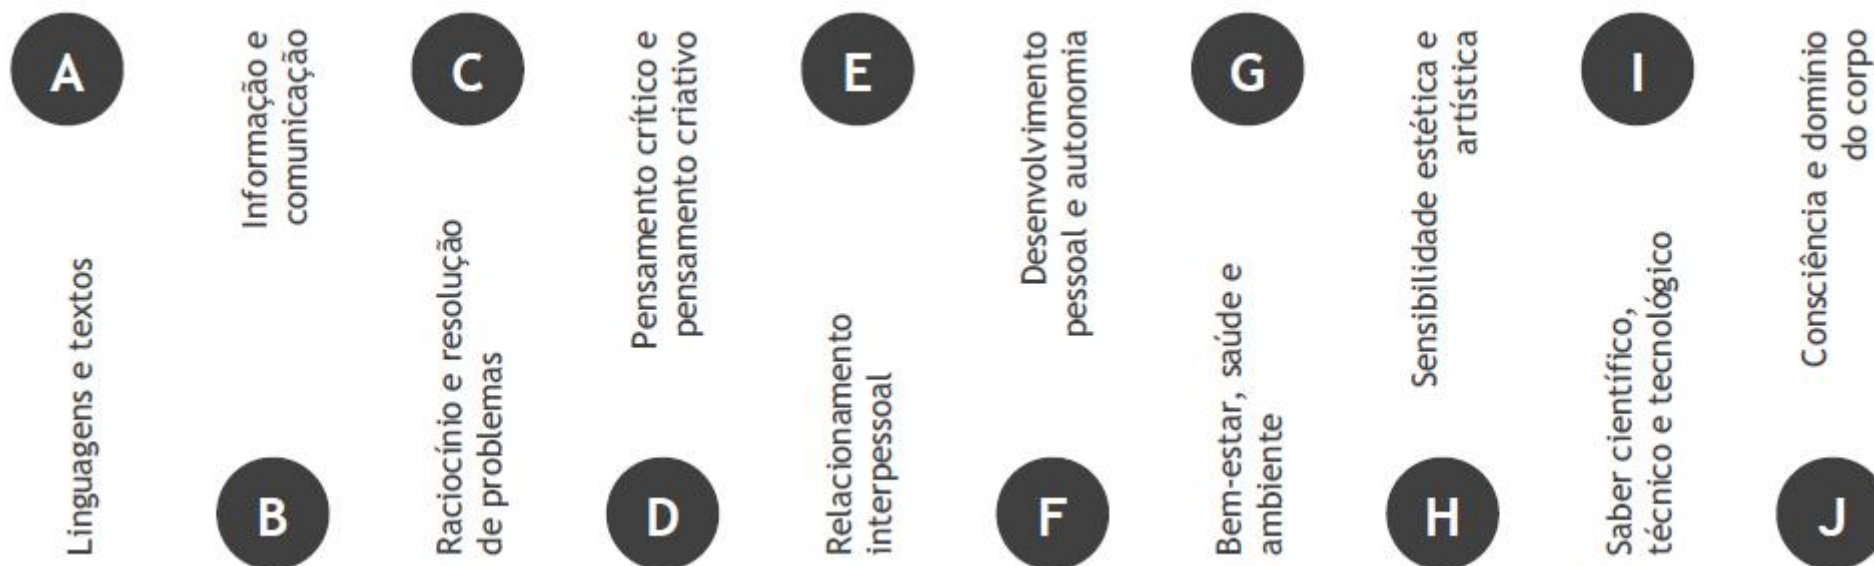 A
Linguagens e textos
Informação e
comunicação
B
C
Raciocínio e resolução
de problemas
Pensamento crítico e
pensamento criativo
D
E
Relacionamento
interpessoal
Desenvolvimento
pessoal e autonomia
F
G
Bem-estar, saúde e
ambiente
Sensibilidade estética e
artística
H
I
Saber científico,
técnico e tecnológico
Consciência e domínio
do corpo
J